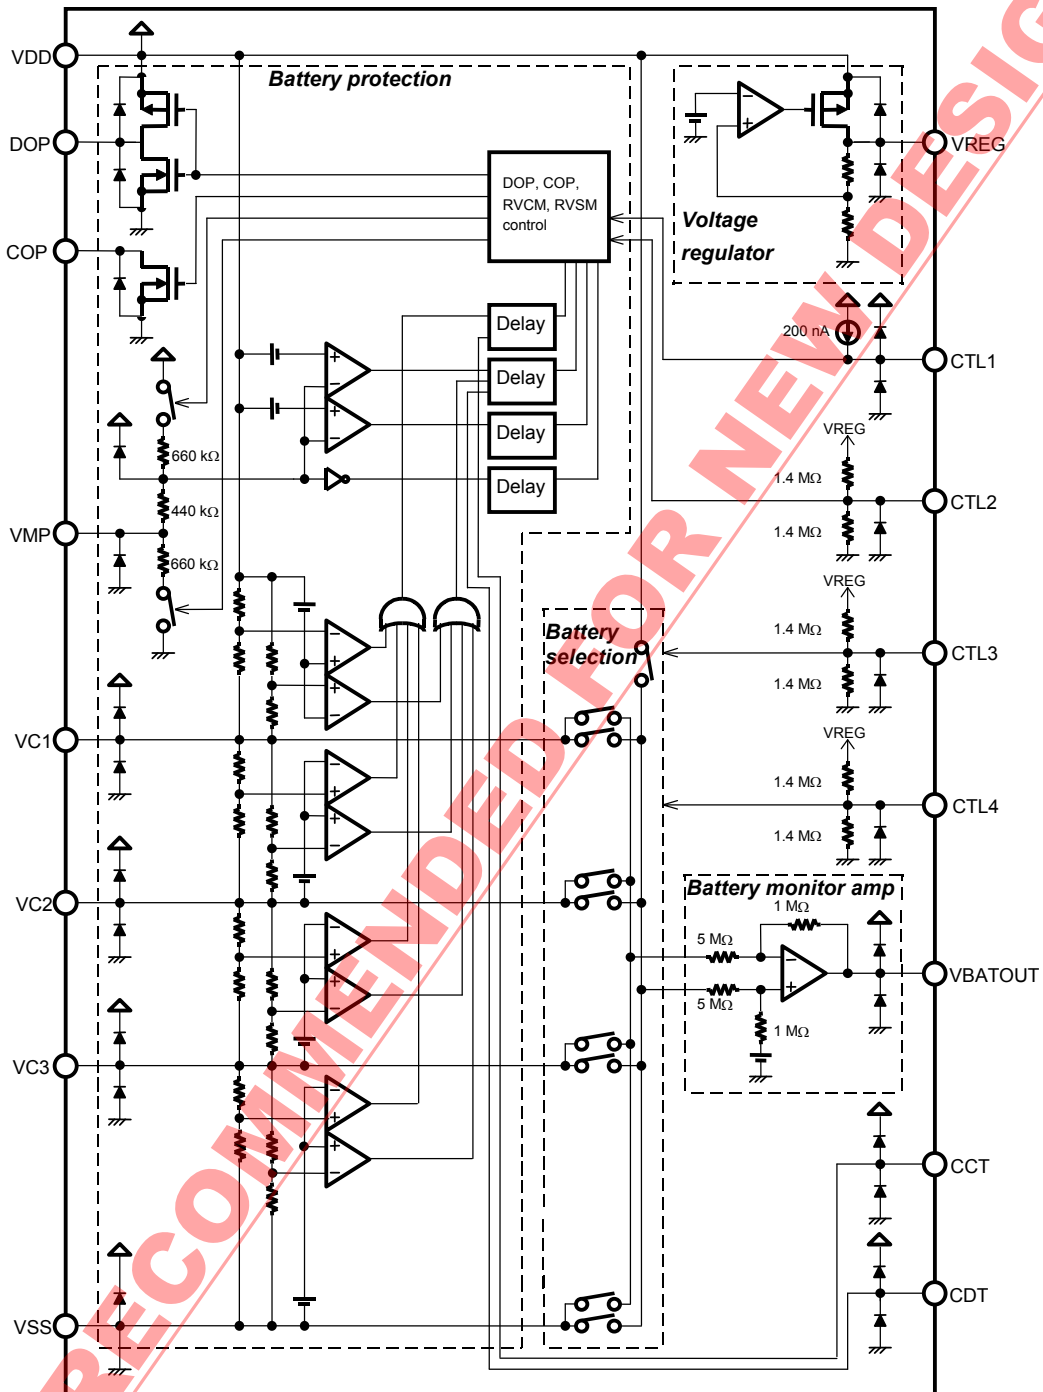 VDD
Battery protection
DOP
DOP, COP,
RVCM, RVSM
control
VREG
Voltage
regulator
COP
Delay
200 nA
CTL1
Delay
Delay
VREG
660 kΩ
Delay
1.4 MΩ
CTL2
440 kΩ
1.4 MΩ
VMP
660 kΩ
VREG
Battery
selection
1.4 MΩ
CTL3
1.4 MΩ
VC1
VREG
1.4 MΩ
CTL4
1.4 MΩ
VC2
Battery monitor amp
1 MΩ
5 MΩ
VBATOUT
5 MΩ
1 MΩ
VC3
CCT
CDT
VSS
RECOMMENDED FOR NEW DESIG